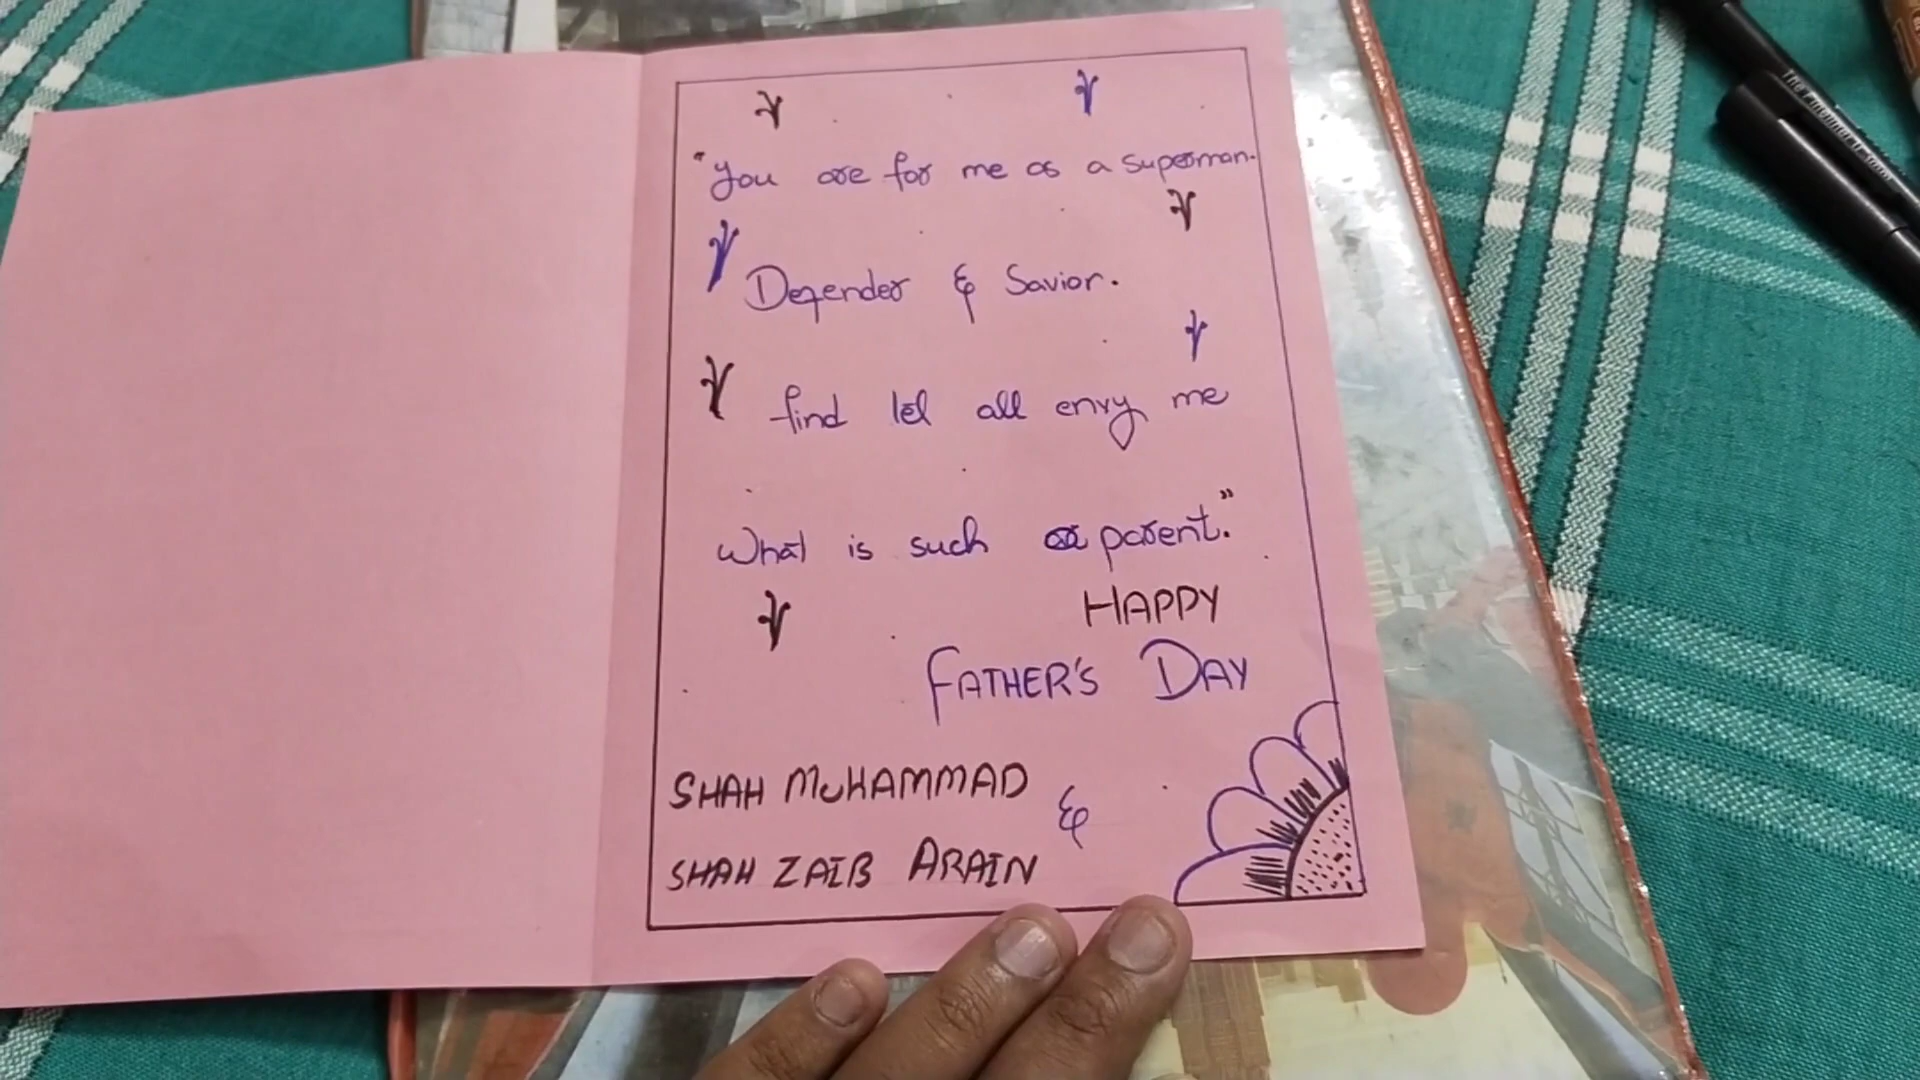 "You are for me as a superman.
Defender & Savior.
find let all envy me
What is such a parent."
HAPPY
FATHER'S DAY
SHAH MUHAMMAD
&
SHAH ZAIB ARAIN